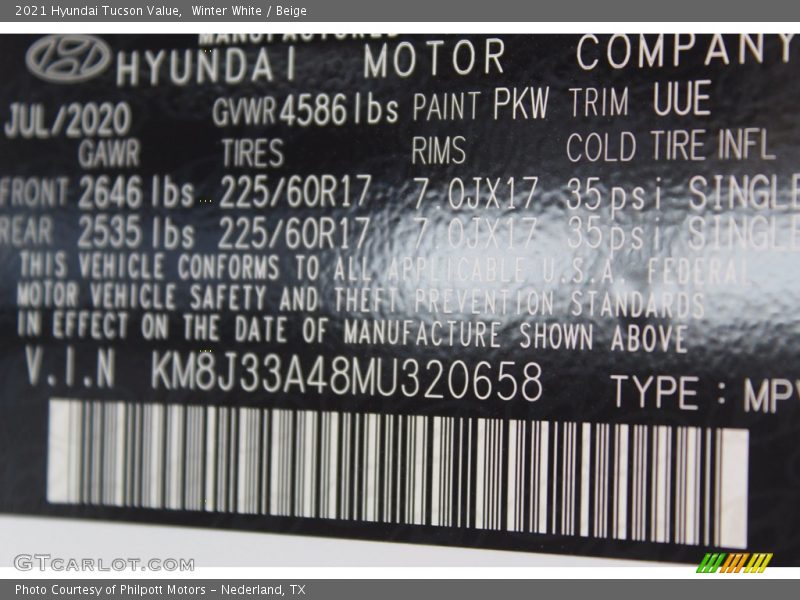 2021 Hyundai Tucson Value, Winter White / Beige
MANUFACTURED
HYUNDAI MOTOR COMPANY
JUL/2020 GVWR 4586 lbs PAINT PKW TRIM UUE
GAWR TIRES RIMS COLD TIRE INFL
FRONT 2646 lbs 225/60R17 7.0JX17 35psi SINGLE
REAR 2535 lbs 225/60R17 7.0JX17 35psi SINGLE
THIS VEHICLE CONFORMS TO ALL APPLICABLE U.S.A. FEDERAL
MOTOR VEHICLE SAFETY AND THEFT PREVENTION STANDARDS
IN EFFECT ON THE DATE OF MANUFACTURE SHOWN ABOVE
V.I.N KM8J33A48MU320658 TYPE : MPV
GTCARLOT.COM
Photo Courtesy of Philpott Motors - Nederland, TX